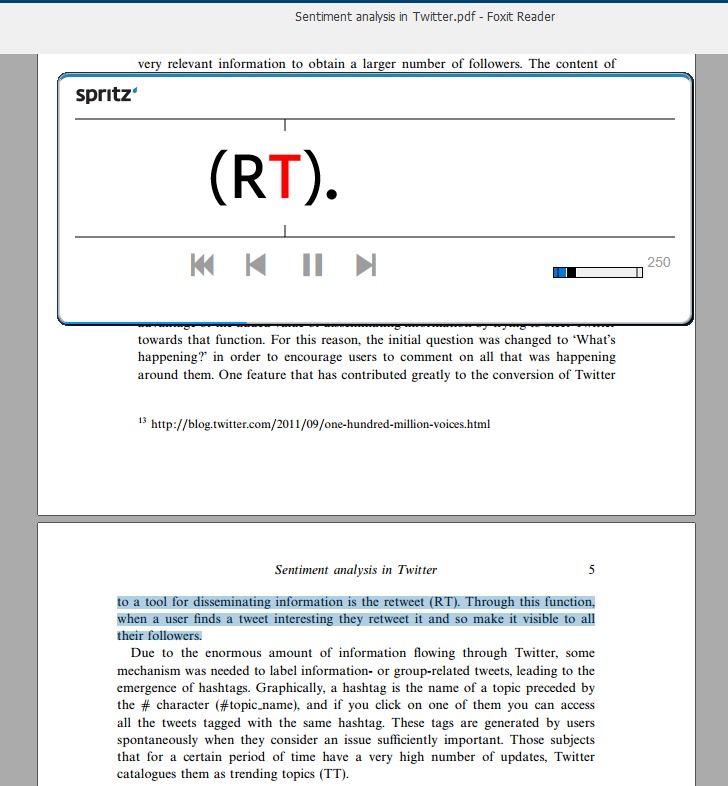 Sentiment analysis in Twitter.pdf - Foxit Reader
very relevant information to obtain a larger number of followers. The content of
spritz
(RT).
250
towards that function. For this reason, the initial question was changed to ‘What’s
happening?’ in order to encourage users to comment on all that was happening
around them. One feature that has contributed greatly to the conversion of Twitter
13 http://blog.twitter.com/2011/09/one-hundred-million-voices.html
Sentiment analysis in Twitter 5
to a tool for disseminating information is the retweet (RT). Through this function,
when a user finds a tweet interesting they retweet it and so make it visible to all
their followers.
Due to the enormous amount of information flowing through Twitter, some
mechanism was needed to label information- or group-related tweets, leading to the
emergence of hashtags. Graphically, a hashtag is the name of a topic preceded by
the # character (#topic_name), and if you click on one of them you can access
all the tweets tagged with the same hashtag. These tags are generated by users
spontaneously when they consider an issue sufficiently important. Those subjects
that for a certain period of time have a very high number of updates, Twitter
catalogues them as trending topics (TT).